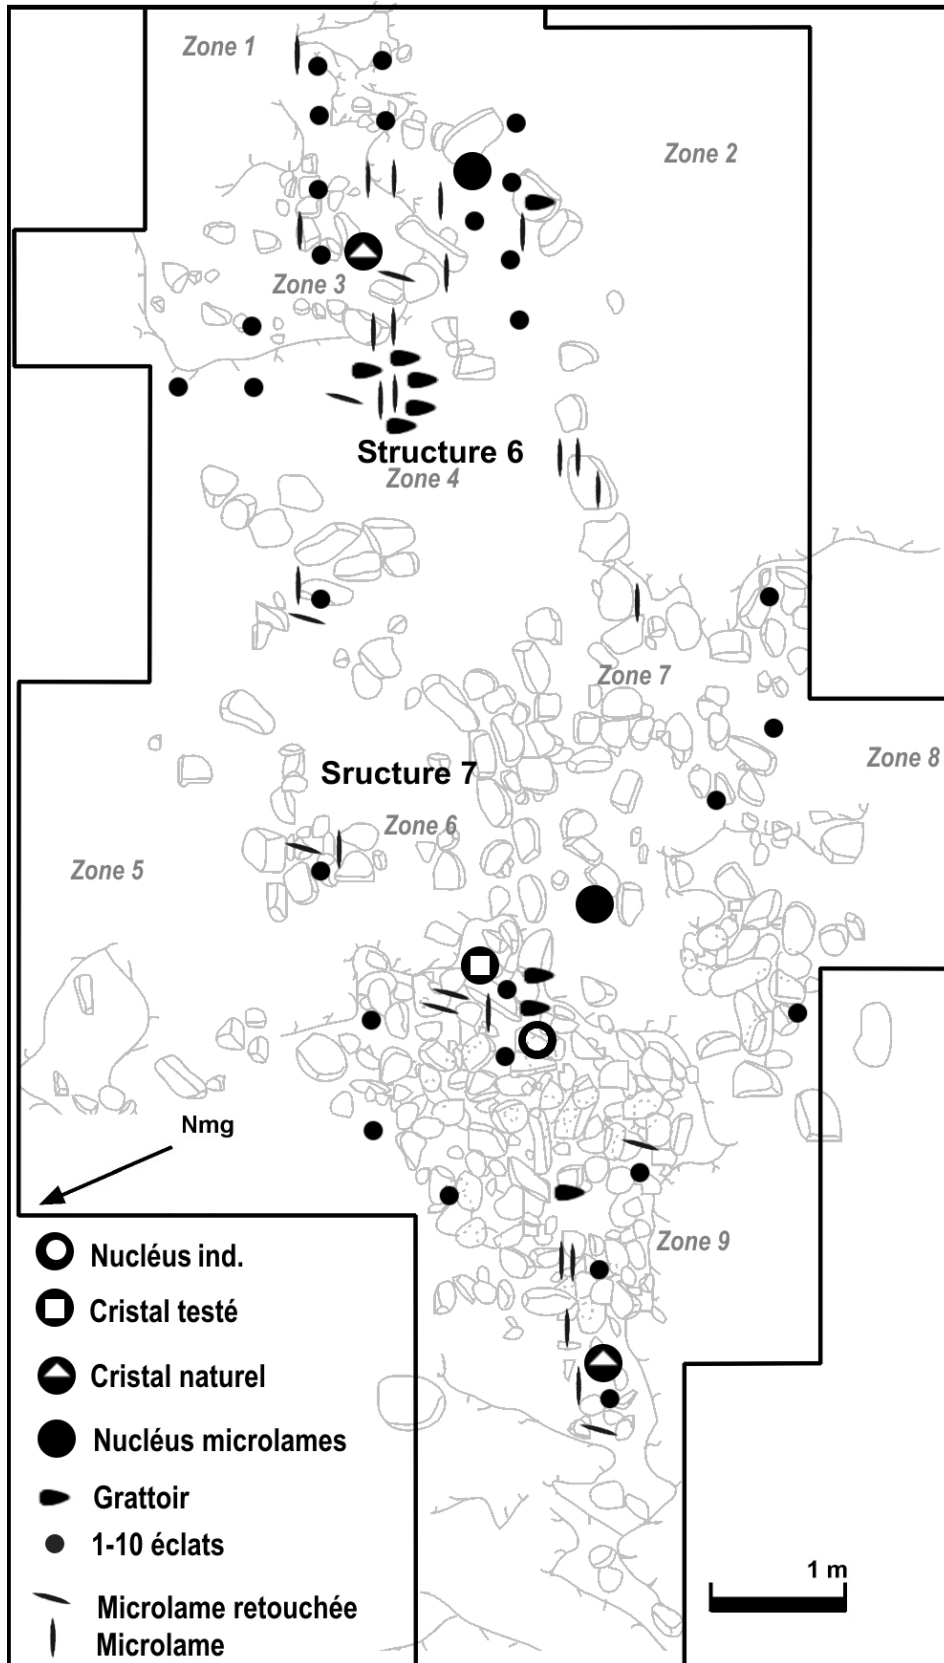 Zone 1
Zone 2
Zone 3
Structure 6
Zone 4
Zone 7
Zone 8
Sructure 7
Zone 6
Zone 5
Nmg
Zone 9
Nucléus ind.
Cristal testé
Cristal naturel
Nucléus microlames
Grattoir
1-10 éclats
Microlame retouchée
Microlame
1 m